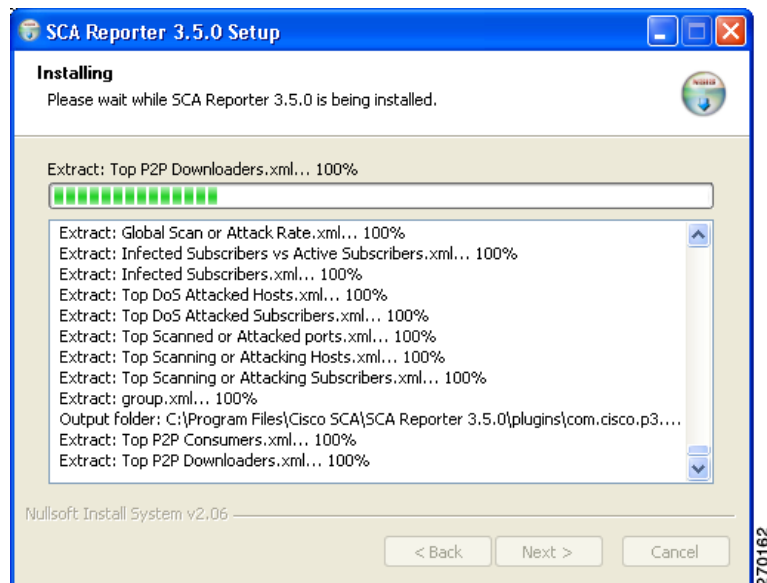 SCA Reporter 3.5.0 Setup
Installing
Please wait while SCA Reporter 3.5.0 is being installed.
Extract: Top P2P Downloaders.xml... 100%
Extract: Global Scan or Attack Rate.xml... 100%
Extract: Infected Subscribers vs Active Subscribers.xml... 100%
Extract: Infected Subscribers.xml... 100%
Extract: Top DoS Attacked Hosts.xml... 100%
Extract: Top DoS Attacked Subscribers.xml... 100%
Extract: Top Scanned or Attacked ports.xml... 100%
Extract: Top Scanning or Attacking Hosts.xml... 100%
Extract: Top Scanning or Attacking Subscribers.xml... 100%
Extract: group.xml... 100%
Output folder: C:\Program Files\Cisco SCA\SCA Reporter 3.5.0\plugins\com.cisco.p3....
Extract: Top P2P Consumers.xml... 100%
Extract: Top P2P Downloaders.xml... 100%
Nullsoft Install System v2.06
< Back
Next >
Cancel
270162